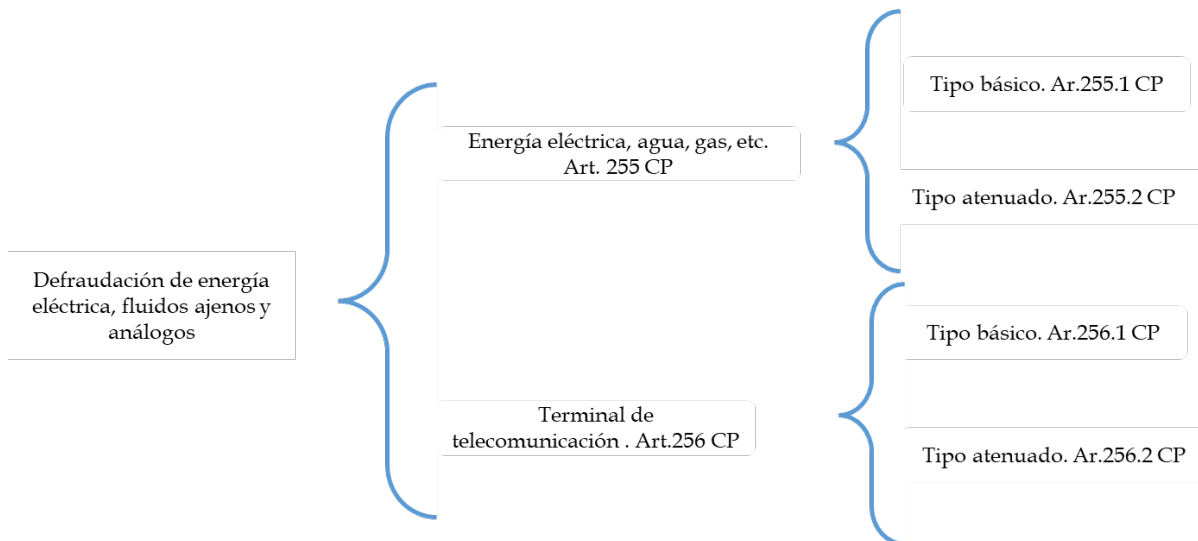 Defraudación de energía
eléctrica, fluidos ajenos y
análogos
Energía eléctrica, agua, gas, etc.
Art. 255 CP
Tipo básico. Ar.255.1 CP
Tipo atenuado. Ar.255.2 CP
Terminal de
telecomunicación . Art.256 CP
Tipo básico. Ar.256.1 CP
Tipo atenuado. Ar.256.2 CP